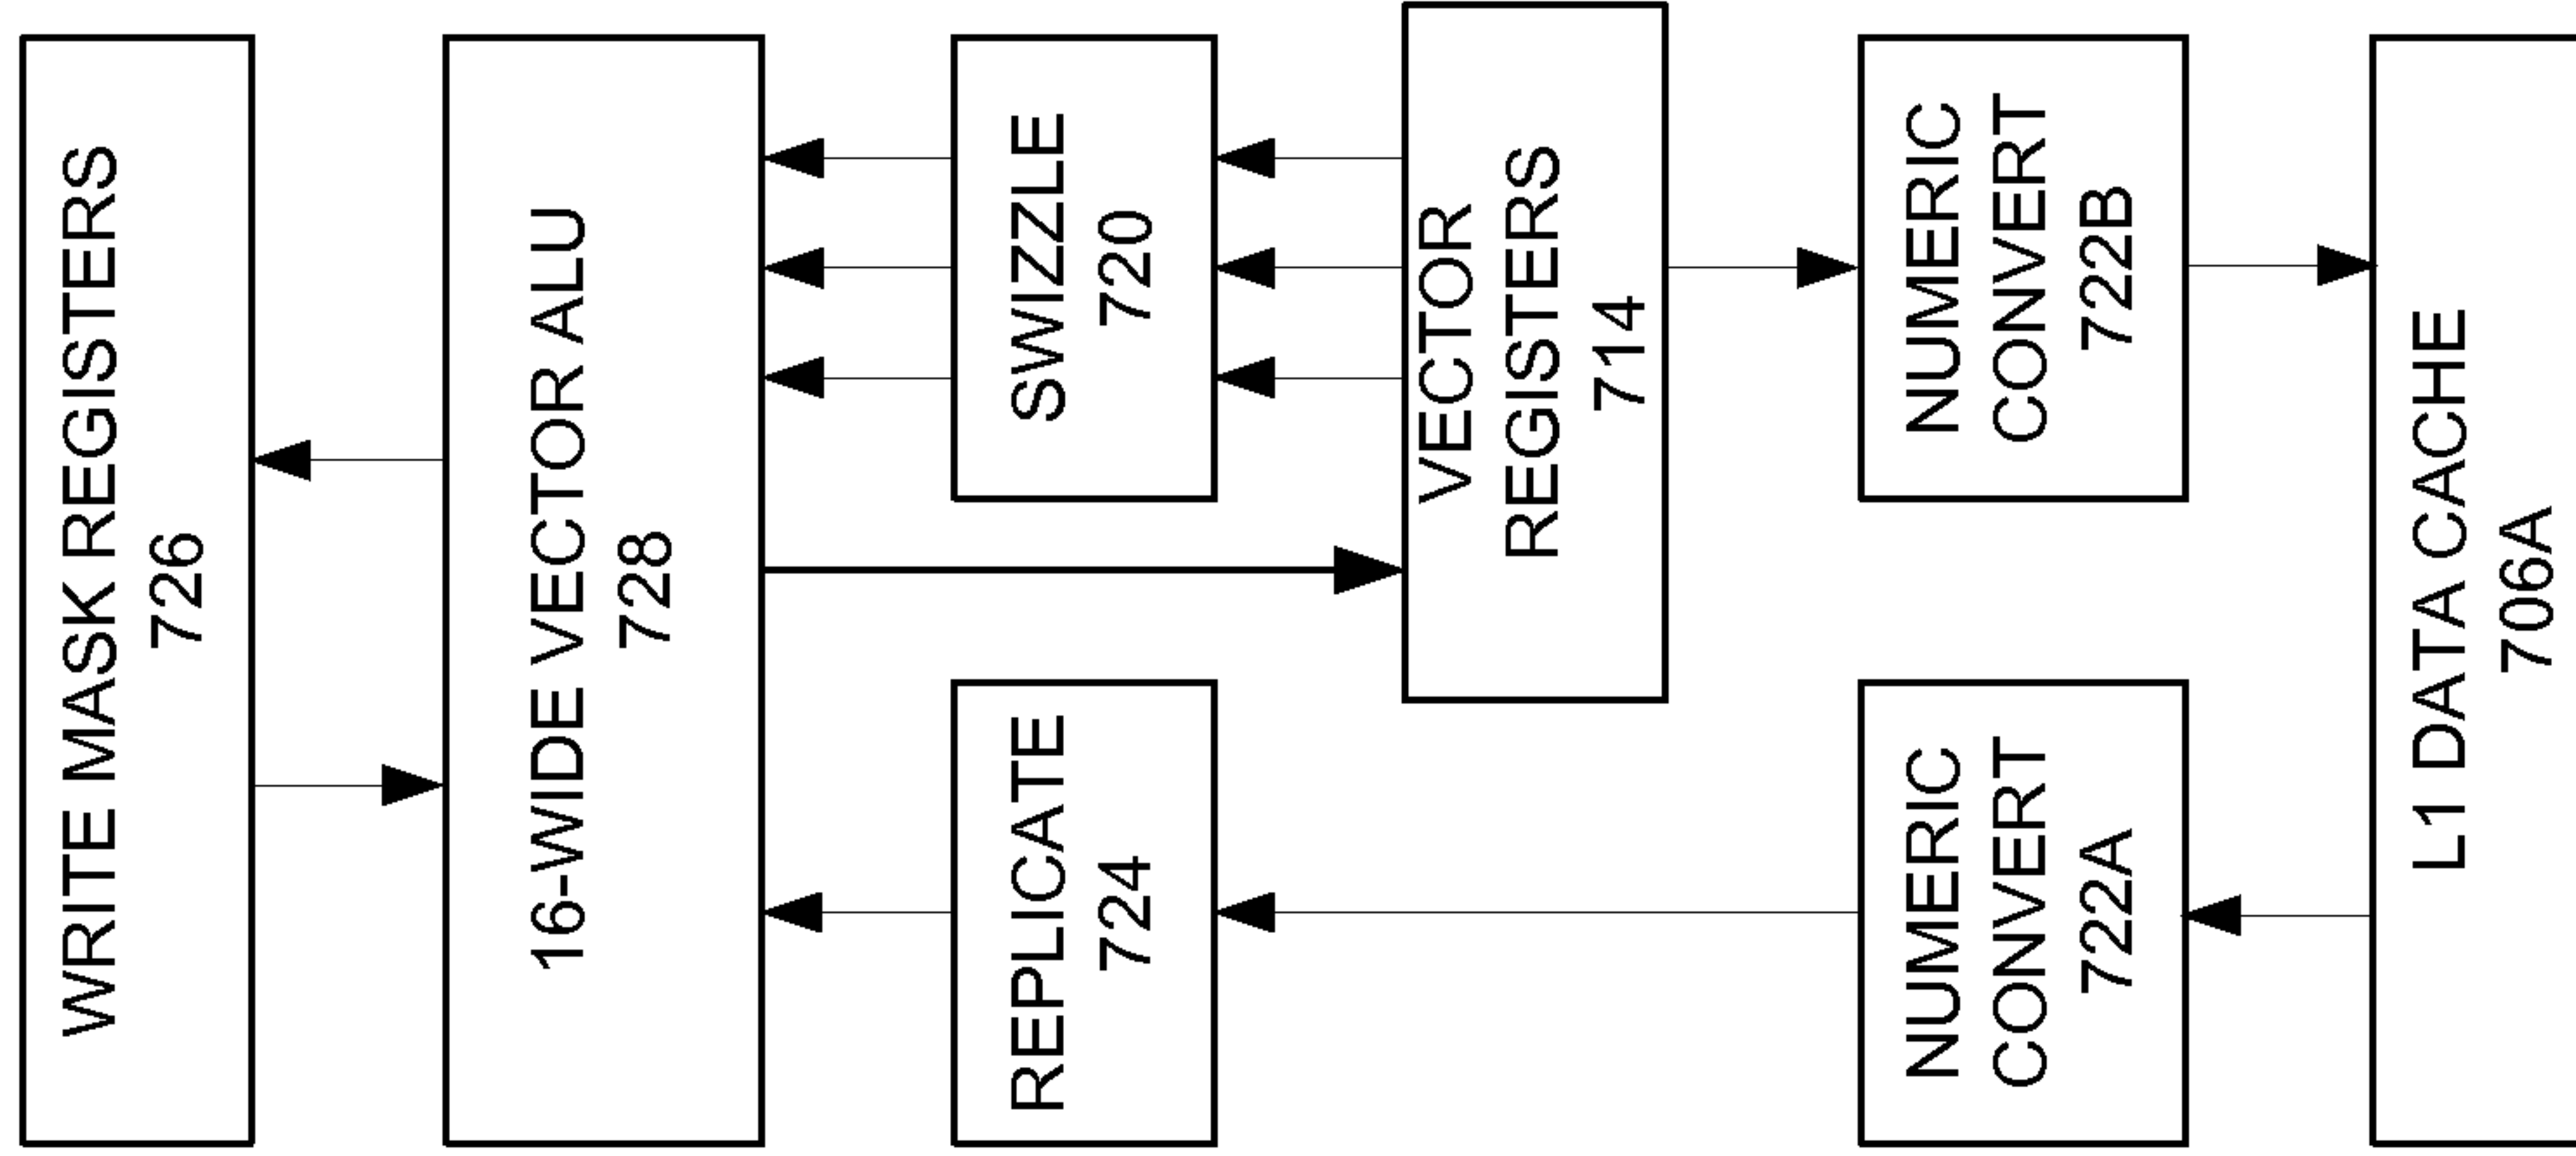 WRITE MASK REGISTERS
726
16-WIDE VECTOR ALU
728
REPLICATE
724
SWIZZLE
720
VECTOR
REGISTERS
714
NUMERIC
CONVERT
722A
NUMERIC
CONVERT
722B
L1 DATA CACHE
706A